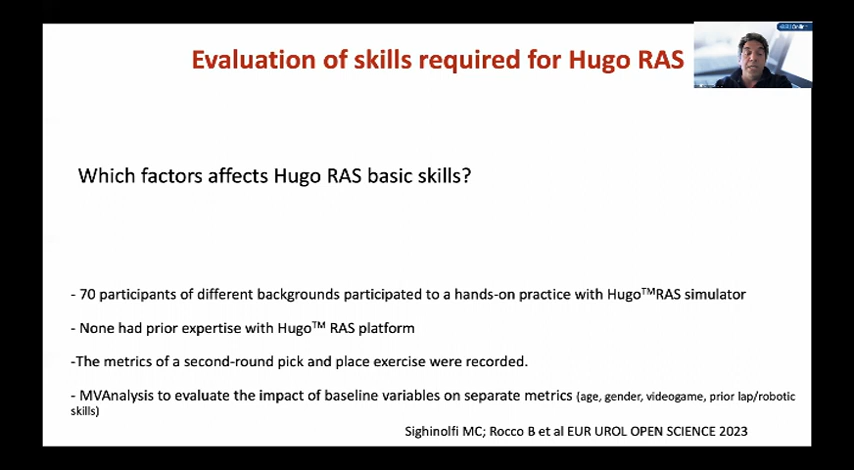 Evaluation of skills required for Hugo RAS
Which factors affects Hugo RAS basic skills?
- 70 participants of different backgrounds participated to a hands-on practice with Hugo™RAS simulator
- None had prior expertise with Hugo™ RAS platform
-The metrics of a second-round pick and place exercise were recorded.
- MVAnalysis to evaluate the impact of baseline variables on separate metrics (age, gender, videogame, prior lap/robotic
skills)
Sighinolfi MC; Rocco B et al EUR UROL OPEN SCIENCE 2023